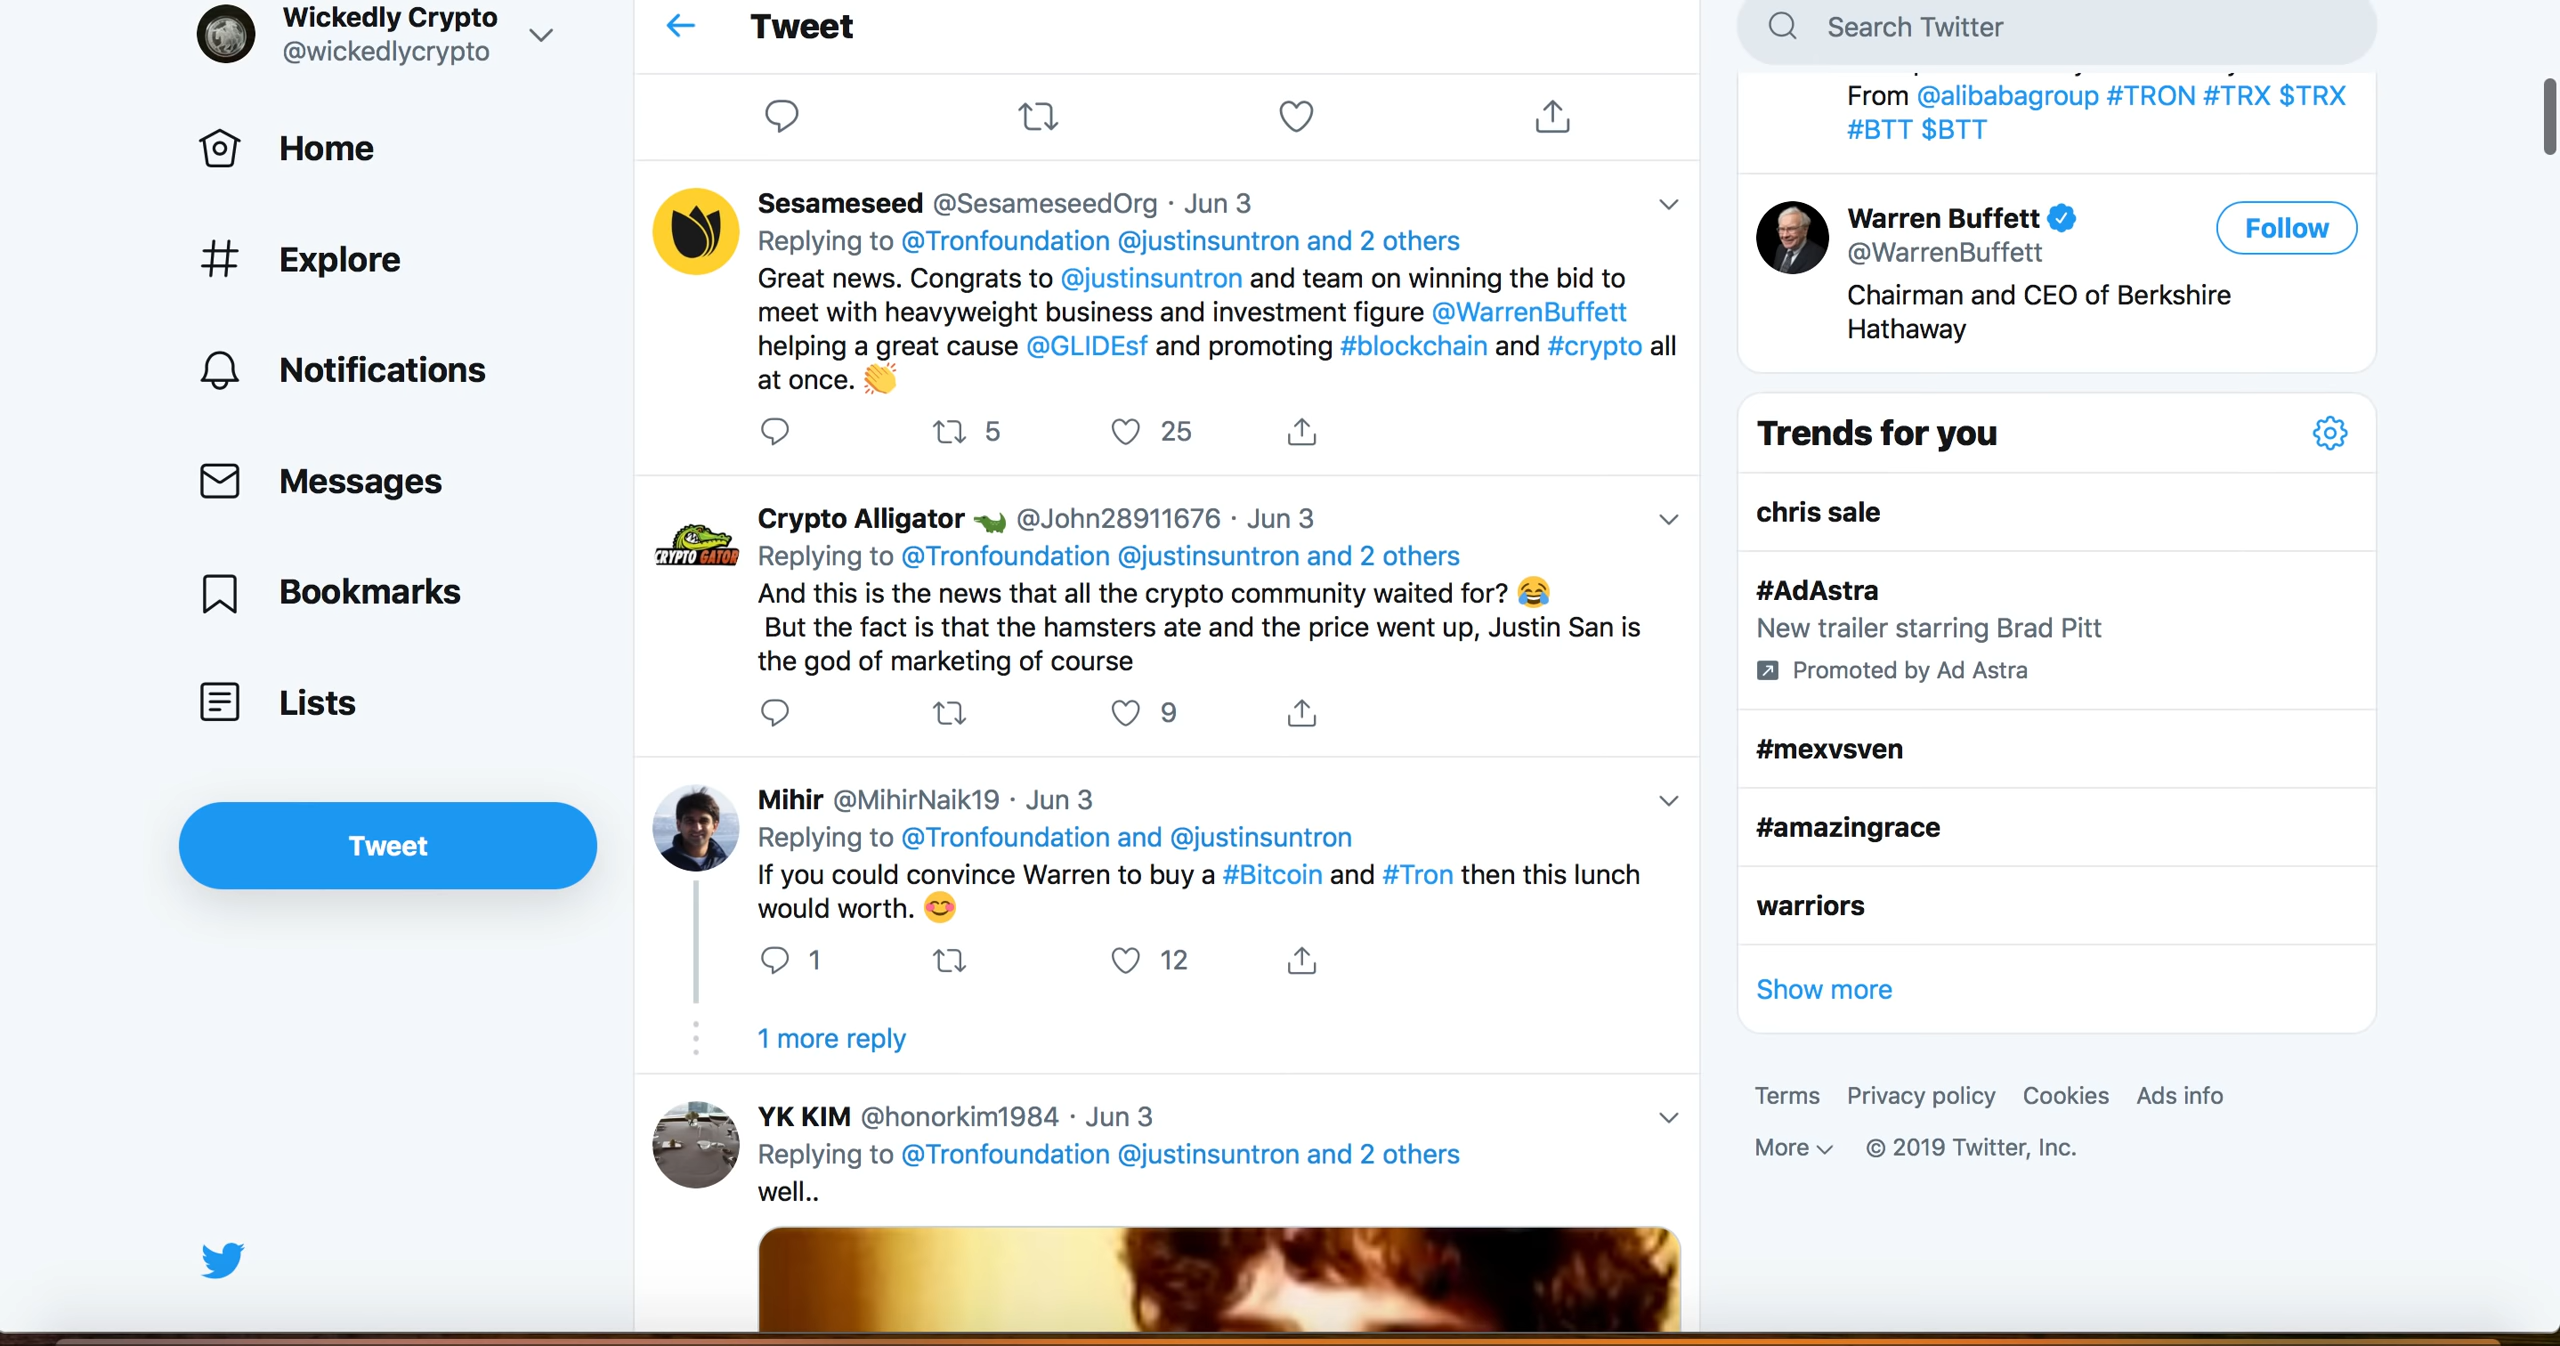 Wickedly Crypto
@wickedlycrypto
Home
Explore
Notifications
Messages
Bookmarks
Lists
Tweet
Tweet
Sesameseed @SesameseedOrg · Jun 3
Replying to @Tronfoundation @justinsuntron and 2 others
Great news. Congrats to @justinsuntron and team on winning the bid to
meet with heavyweight business and investment figure @WarrenBuffett
helping a great cause @GLIDEsf and promoting #blockchain and #crypto all
at once. 👏
5 25
CRYPTO GATOR
Crypto Alligator 🐊 @John28911676 · Jun 3
Replying to @Tronfoundation @justinsuntron and 2 others
And this is the news that all the crypto community waited for? 😂
But the fact is that the hamsters ate and the price went up, Justin San is
the god of marketing of course
9
Mihir @MihirNaik19 · Jun 3
Replying to @Tronfoundation and @justinsuntron
If you could convince Warren to buy a #Bitcoin and #Tron then this lunch
would worth. 😊
1 12
1 more reply
YK KIM @honorkim1984 · Jun 3
Replying to @Tronfoundation @justinsuntron and 2 others
well..
Search Twitter
From @alibabagroup #TRON #TRX $TRX
#BTT $BTT
Warren Buffett
@WarrenBuffett
Follow
Chairman and CEO of Berkshire
Hathaway
Trends for you
chris sale
#AdAstra
New trailer starring Brad Pitt
Promoted by Ad Astra
#mexvsven
#amazingrace
warriors
Show more
Terms Privacy policy Cookies Ads info
More © 2019 Twitter, Inc.